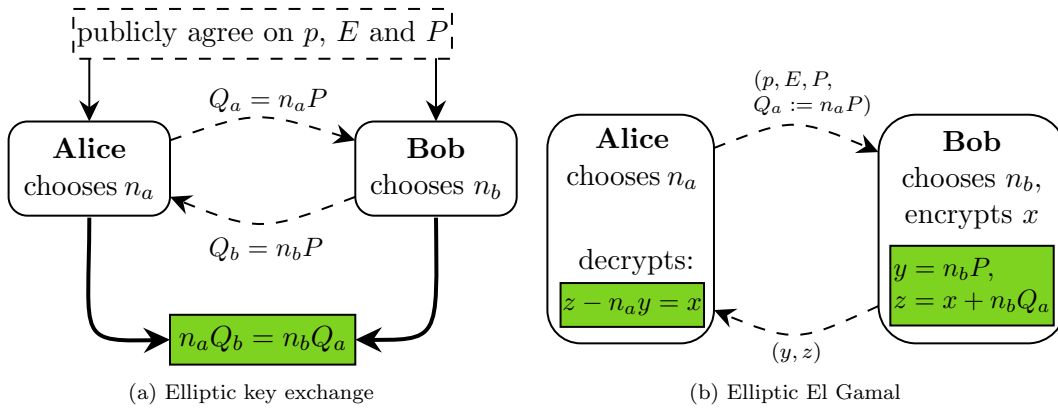 publicly agree on p, E and P
Q_a = n_aP
Alice
chooses n_a
Bob
chooses n_b
Q_b = n_bP
n_aQ_b = n_bQ_a
(a) Elliptic key exchange
(p, E, P,
Q_a := n_aP)
Alice
chooses n_a
decrypts:
z − n_ay = x
Bob
chooses n_b,
encrypts x
y = n_bP,
z = x + n_bQ_a
(y, z)
(b) Elliptic El Gamal